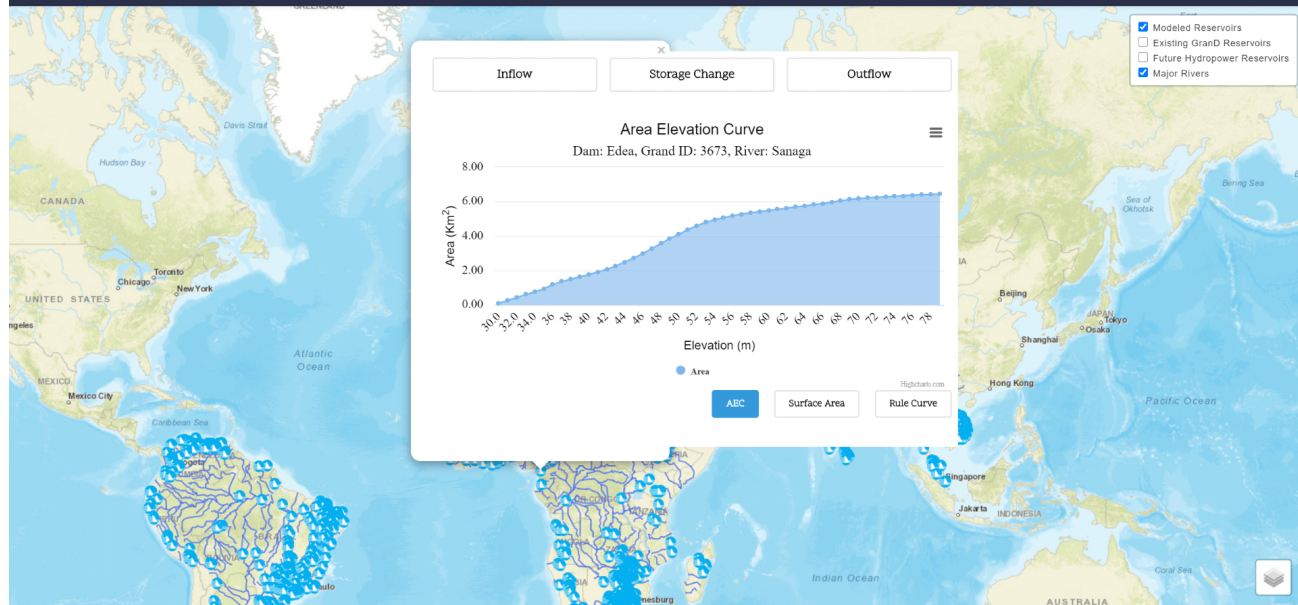 GREENLAND
East
Modeled Reservoirs
Existing GranD Reservoirs
Future Hydropower Reservoirs
Major Rivers
×
Inflow
Storage Change
Outflow
Area Elevation Curve
Dam: Edea, Grand ID: 3673, River: Sanaga
8.00
6.00
4.00
2.00
0.00
Area (Km²)
30.0
32.0
34.0
36
38
40
42
44
46
48
50
52
54
56
58
60
62
64
66
68
70
72
74
76
78
Elevation (m)
Area
Highcharts.com
AEC
Surface Area
Rule Curve
Davis Strait
Hudson Bay
CANADA
Bering Sea
Sea of
Okhotsk
Toronto
Chicago
New York
UNITED STATES
ngeles
Beijing
JAPAN
Tokyo
Osaka
Shanghai
Atlantic
Ocean
MÉXICO
Mexico City
Hong Kong
Pacific Ocean
Caribbean Sea
Singapore
Jakarta
INDONESIA
Indian Ocean
Coral Sea
AUSTRALIA